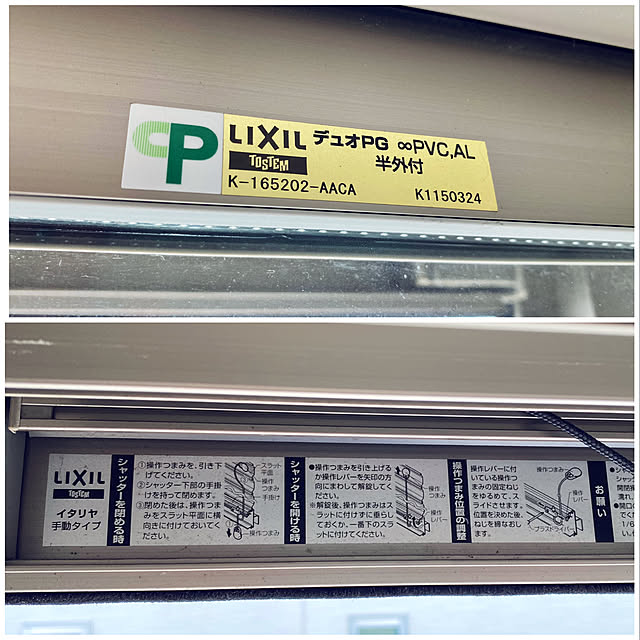 CP
LIXIL デュオPG ∞PVC,AL
TOSTEM 半外付
K-165202-AACA K1150324
LIXIL
TOSTEM
イタリヤ
手動タイプ
シャッターを閉める時
①操作つまみを、引き下
げてください。
②シャッター下部の手掛
けを持って閉めます。
③閉めた後は、操作つま
みをスラット平面に横
向きに付けておいてく
ださい。
スラット
平面
操作
つまみ
手掛け
①
操作つまみ
シャッターを開ける時
●操作つまみを引き上げる
か操作レバーを矢印の方
向にまわして解錠してく
ださい。
※解錠後、操作つまみは
スラットに付けずに垂らし
ておくか、一番下のスラ
ットに付けてください。
操作
つまみ
操作
レバー
操作つまみ位置の調整
操作レバーに付
いている操作つ
まみの固定ねじ
をゆるめて、ス
ライドさせます。
位置を決めた後、
ねじを締なおし
ます。
操作つまみ
操作
レバー
プラスドライバー
お願い